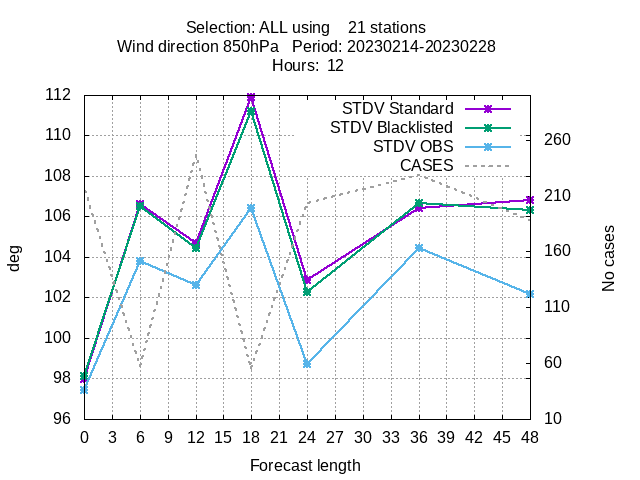 Selection: ALL using    21 stations
Wind direction 850hPa   Period: 20230214-20230228
Hours:  12
STDV Standard
STDV Blacklisted
STDV OBS
CASES
112
110
108
106
104
102
100
98
96
deg
260
210
160
110
60
10
No cases
0 3 6 9 12 15 18 21 24 27 30 33 36 39 42 45 48
Forecast length